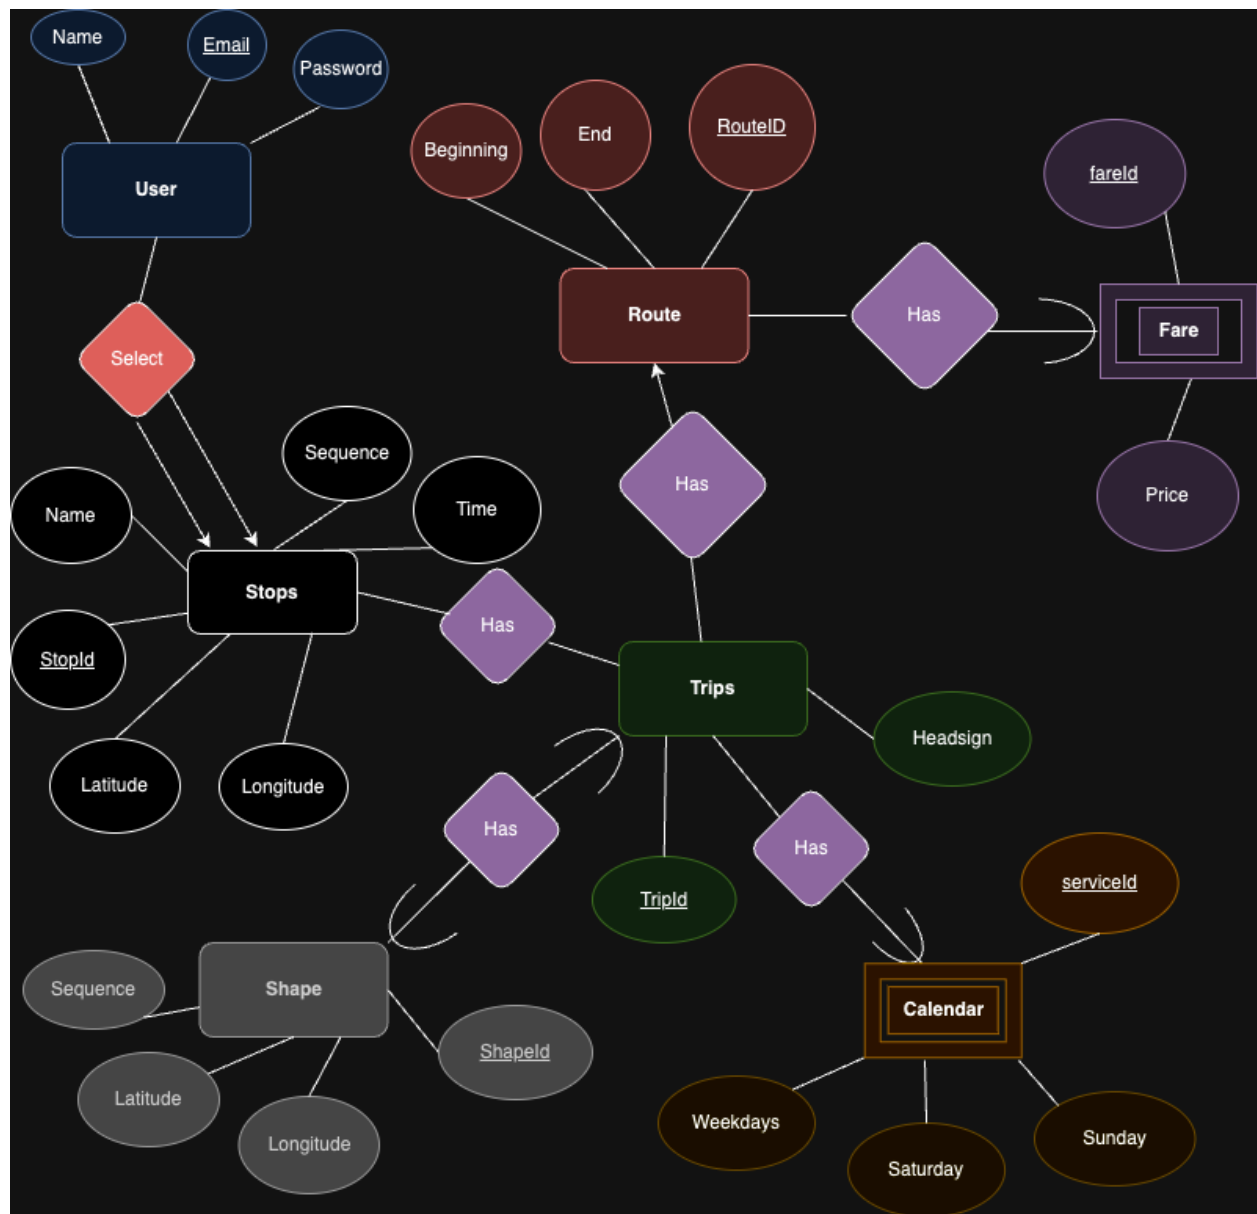 Name
Email
Password
User
Select
Beginning
End
RouteID
Route
Has
fareId
Fare
Price
Has
Sequence
Time
Name
Stops
StopId
Latitude
Longitude
Has
Trips
Headsign
TripId
Has
Has
Shape
Sequence
Latitude
Longitude
ShapeId
serviceId
Calendar
Weekdays
Saturday
Sunday